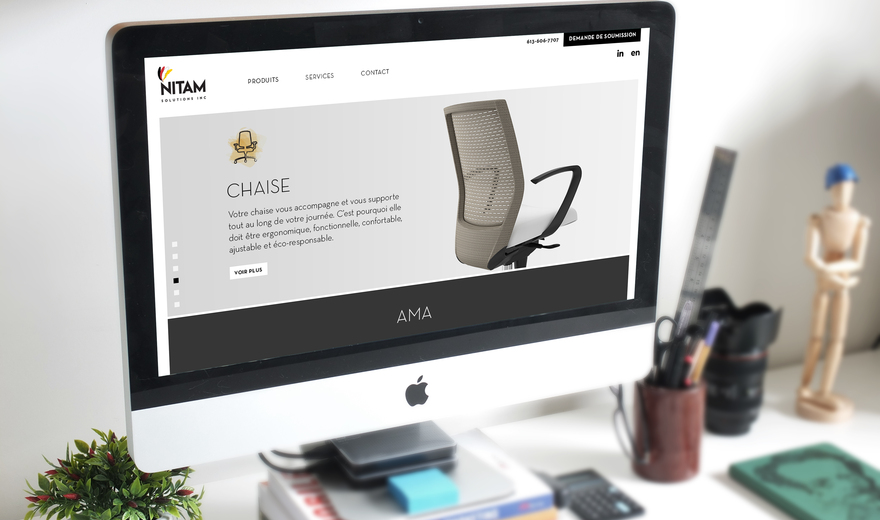 613-606-7707
DEMANDE DE SOUMISSION
in en
NITAM
SOLUTIONS INC
PRODUITS
SERVICES
CONTACT
CHAISE
Votre chaise vous accompagne et vous supporte
tout au long de votre journée. C'est pourquoi elle
doit être ergonomique, fonctionnelle, confortable,
ajustable et éco-responsable.
VOIR PLUS
AMA